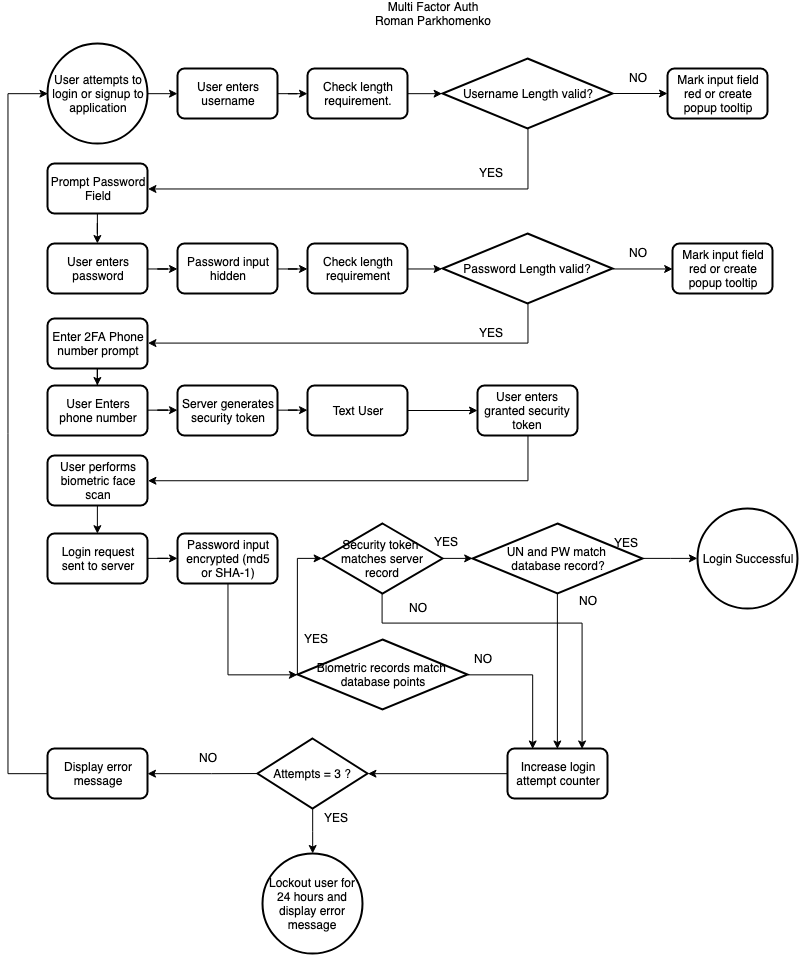 Multi Factor Auth
Roman Parkhomenko
User attempts to
login or signup to
application
User enters
username
Check length
requirement.
Username Length valid?
NO
Mark input field
red or create
popup tooltip
YES
Prompt Password
Field
User enters
password
Password input
hidden
Check length
requirement
Password Length valid?
NO
Mark input field
red or create
popup tooltip
YES
Enter 2FA Phone
number prompt
User Enters
phone number
Server generates
security token
Text User
User enters
granted security
token
User performs
biometric face
scan
Login request
sent to server
Password input
encrypted (md5
or SHA-1)
Security token
matches server
record
YES
UN and PW match
database record?
YES
Login Successful
NO
NO
YES
Biometric records match
database points
NO
Display error
message
NO
Attempts = 3 ?
Increase login
attempt counter
YES
Lockout user for
24 hours and
display error
message